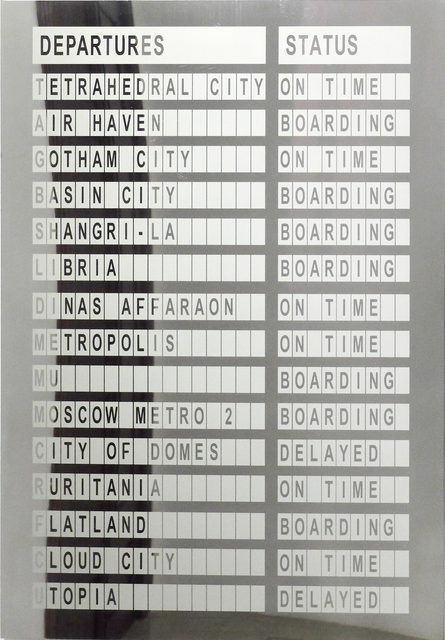 DEPARTURES STATUS
TETRAHEDRAL CITY ON TIME
AIR HAVEN BOARDING
GOTHAM CITY ON TIME
BASIN CITY BOARDING
SHANGRI-LA BOARDING
LIBRIA BOARDING
DINAS AFFARAON ON TIME
METROPOLIS ON TIME
MU BOARDING
MOSCOW METRO 2 BOARDING
CITY OF DOMES DELAYED
RURITANIA ON TIME
FLATLAND BOARDING
CLOUD CITY ON TIME
UTOPIA DELAYED